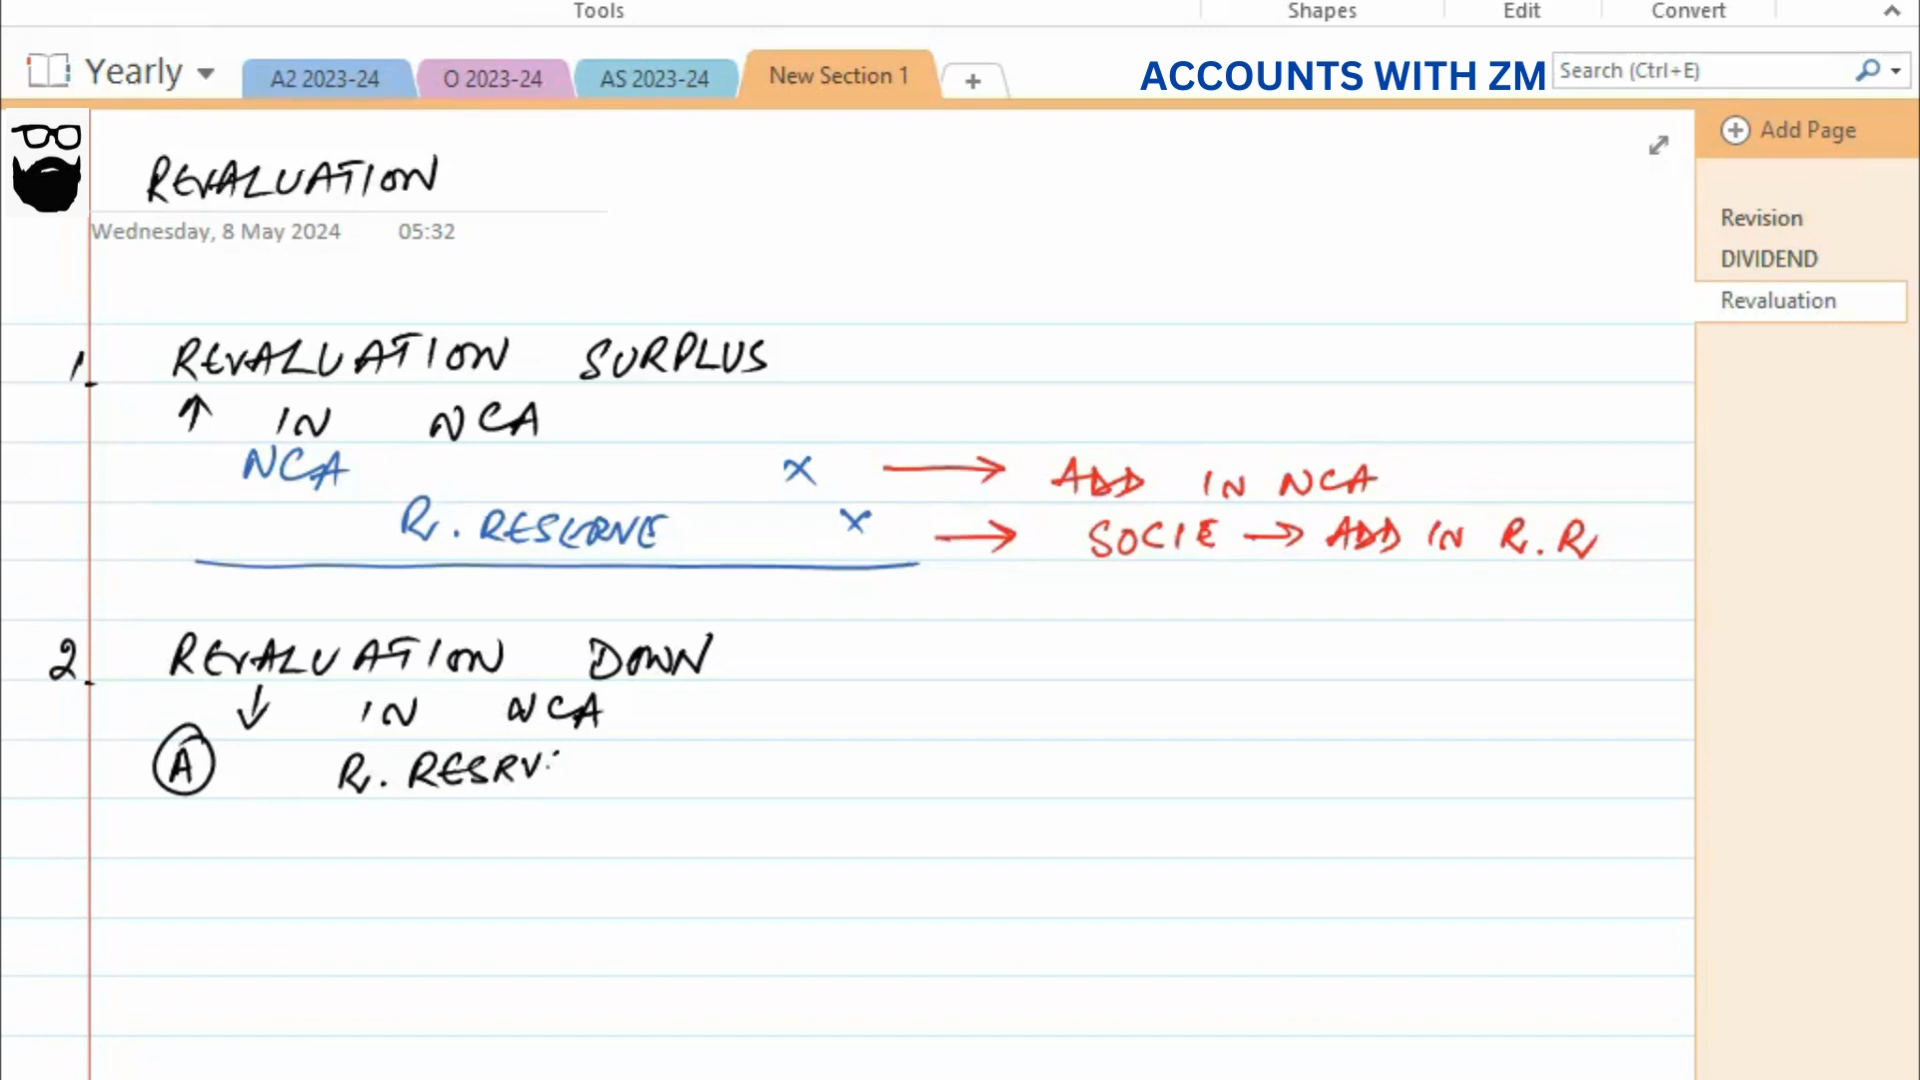 Tools Shapes Edit Convert
Yearly A2 2023-24 O 2023-24 AS 2023-24 New Section 1 + ACCOUNTS WITH ZM Search (Ctrl+E)
Add Page
REVALUATION
Wednesday, 8 May 2024 05:32
Revision
DIVIDEND
Revaluation
1. REVALUATION SURPLUS
↑ IN NCA
NCA x → ADD IN NCA
R. RESERVE x → SOCIE → ADD IN R.R
2. REVALUATION DOWN
↓ IN NCA
A R. RESRV